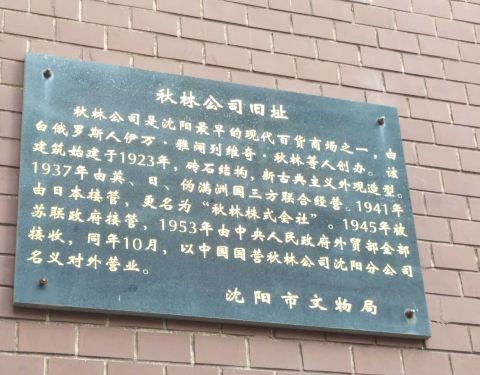 秋林公司旧址
秋林公司是沈阳最早的现代百货商场之一，由
白俄罗斯人伊万·雅阔列维奇·秋林等人创办。该
建筑始建于1923年，砖石结构，新古典主义外观造型。
1937年由英、日、伪满洲国三方联合经营。1941年
由日本接管，更名为“秋林株式会社”。1945年被
苏联政府接管，1953年由中央人民政府外贸部全部
接收，同年10月，以中国国营秋林公司沈阳分公司
名义对外营业。
沈阳市文物局